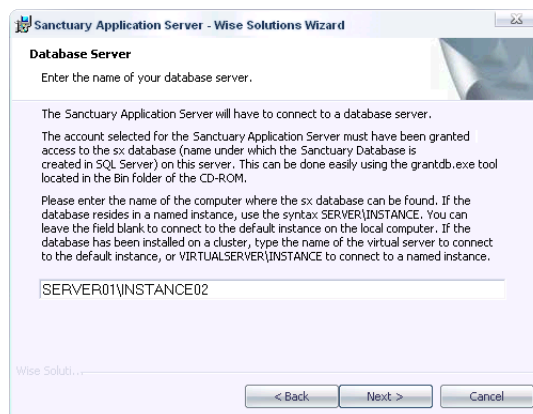 Sanctuary Application Server - Wise Solutions Wizard
Database Server
Enter the name of your database server.
The Sanctuary Application Server will have to connect to a database server.
The account selected for the Sanctuary Application Server must have been granted
access to the sx database (name under which the Sanctuary Database is
created in SQL Server) on this server. This can be done easily using the grantdb.exe tool
located in the Bin folder of the CD-ROM.
Please enter the name of the computer where the sx database can be found. If the
database resides in a named instance, use the syntax SERVER\INSTANCE. You can
leave the field blank to connect to the default instance on the local computer. If the
database has been installed on a cluster, type the name of the virtual server to connect
to the default instance, or VIRTUALSERVER\INSTANCE to connect to a named instance.
SERVER01\INSTANCE02
Wise Soluti...
< Back Next > Cancel